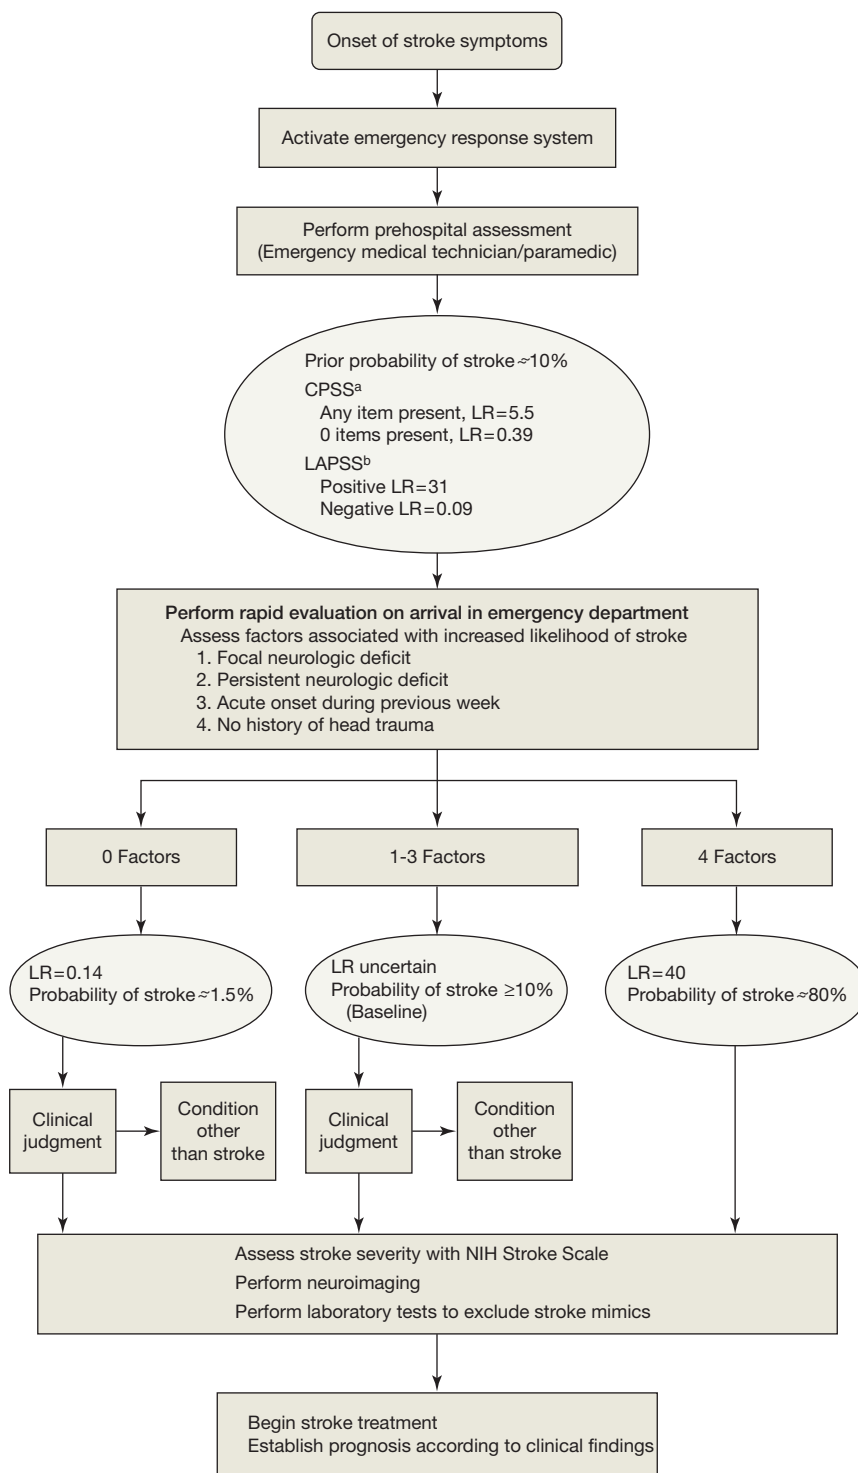 Onset of stroke symptoms
Activate emergency response system
Perform prehospital assessment
(Emergency medical technician/paramedic)
Prior probability of stroke ≈10%
CPSSᵃ
Any item present, LR=5.5
0 items present, LR=0.39
LAPSSᵇ
Positive LR=31
Negative LR=0.09
Perform rapid evaluation on arrival in emergency department
Assess factors associated with increased likelihood of stroke
1. Focal neurologic deficit
2. Persistent neurologic deficit
3. Acute onset during previous week
4. No history of head trauma
0 Factors
1-3 Factors
4 Factors
LR=0.14
Probability of stroke ≈1.5%
LR uncertain
Probability of stroke ≥10%
(Baseline)
LR=40
Probability of stroke ≈80%
Clinical
judgment
Condition
other
than stroke
Clinical
judgment
Condition
other
than stroke
Assess stroke severity with NIH Stroke Scale
Perform neuroimaging
Perform laboratory tests to exclude stroke mimics
Begin stroke treatment
Establish prognosis according to clinical findings